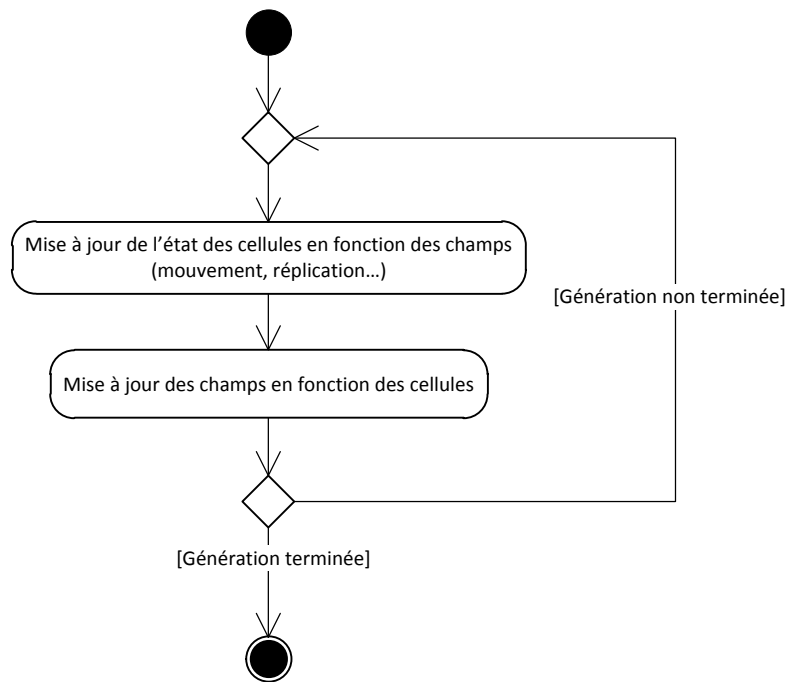 Mise à jour de l'état des cellules en fonction des champs
(mouvement, réplication…)
[Génération non terminée]
Mise à jour des champs en fonction des cellules
[Génération terminée]